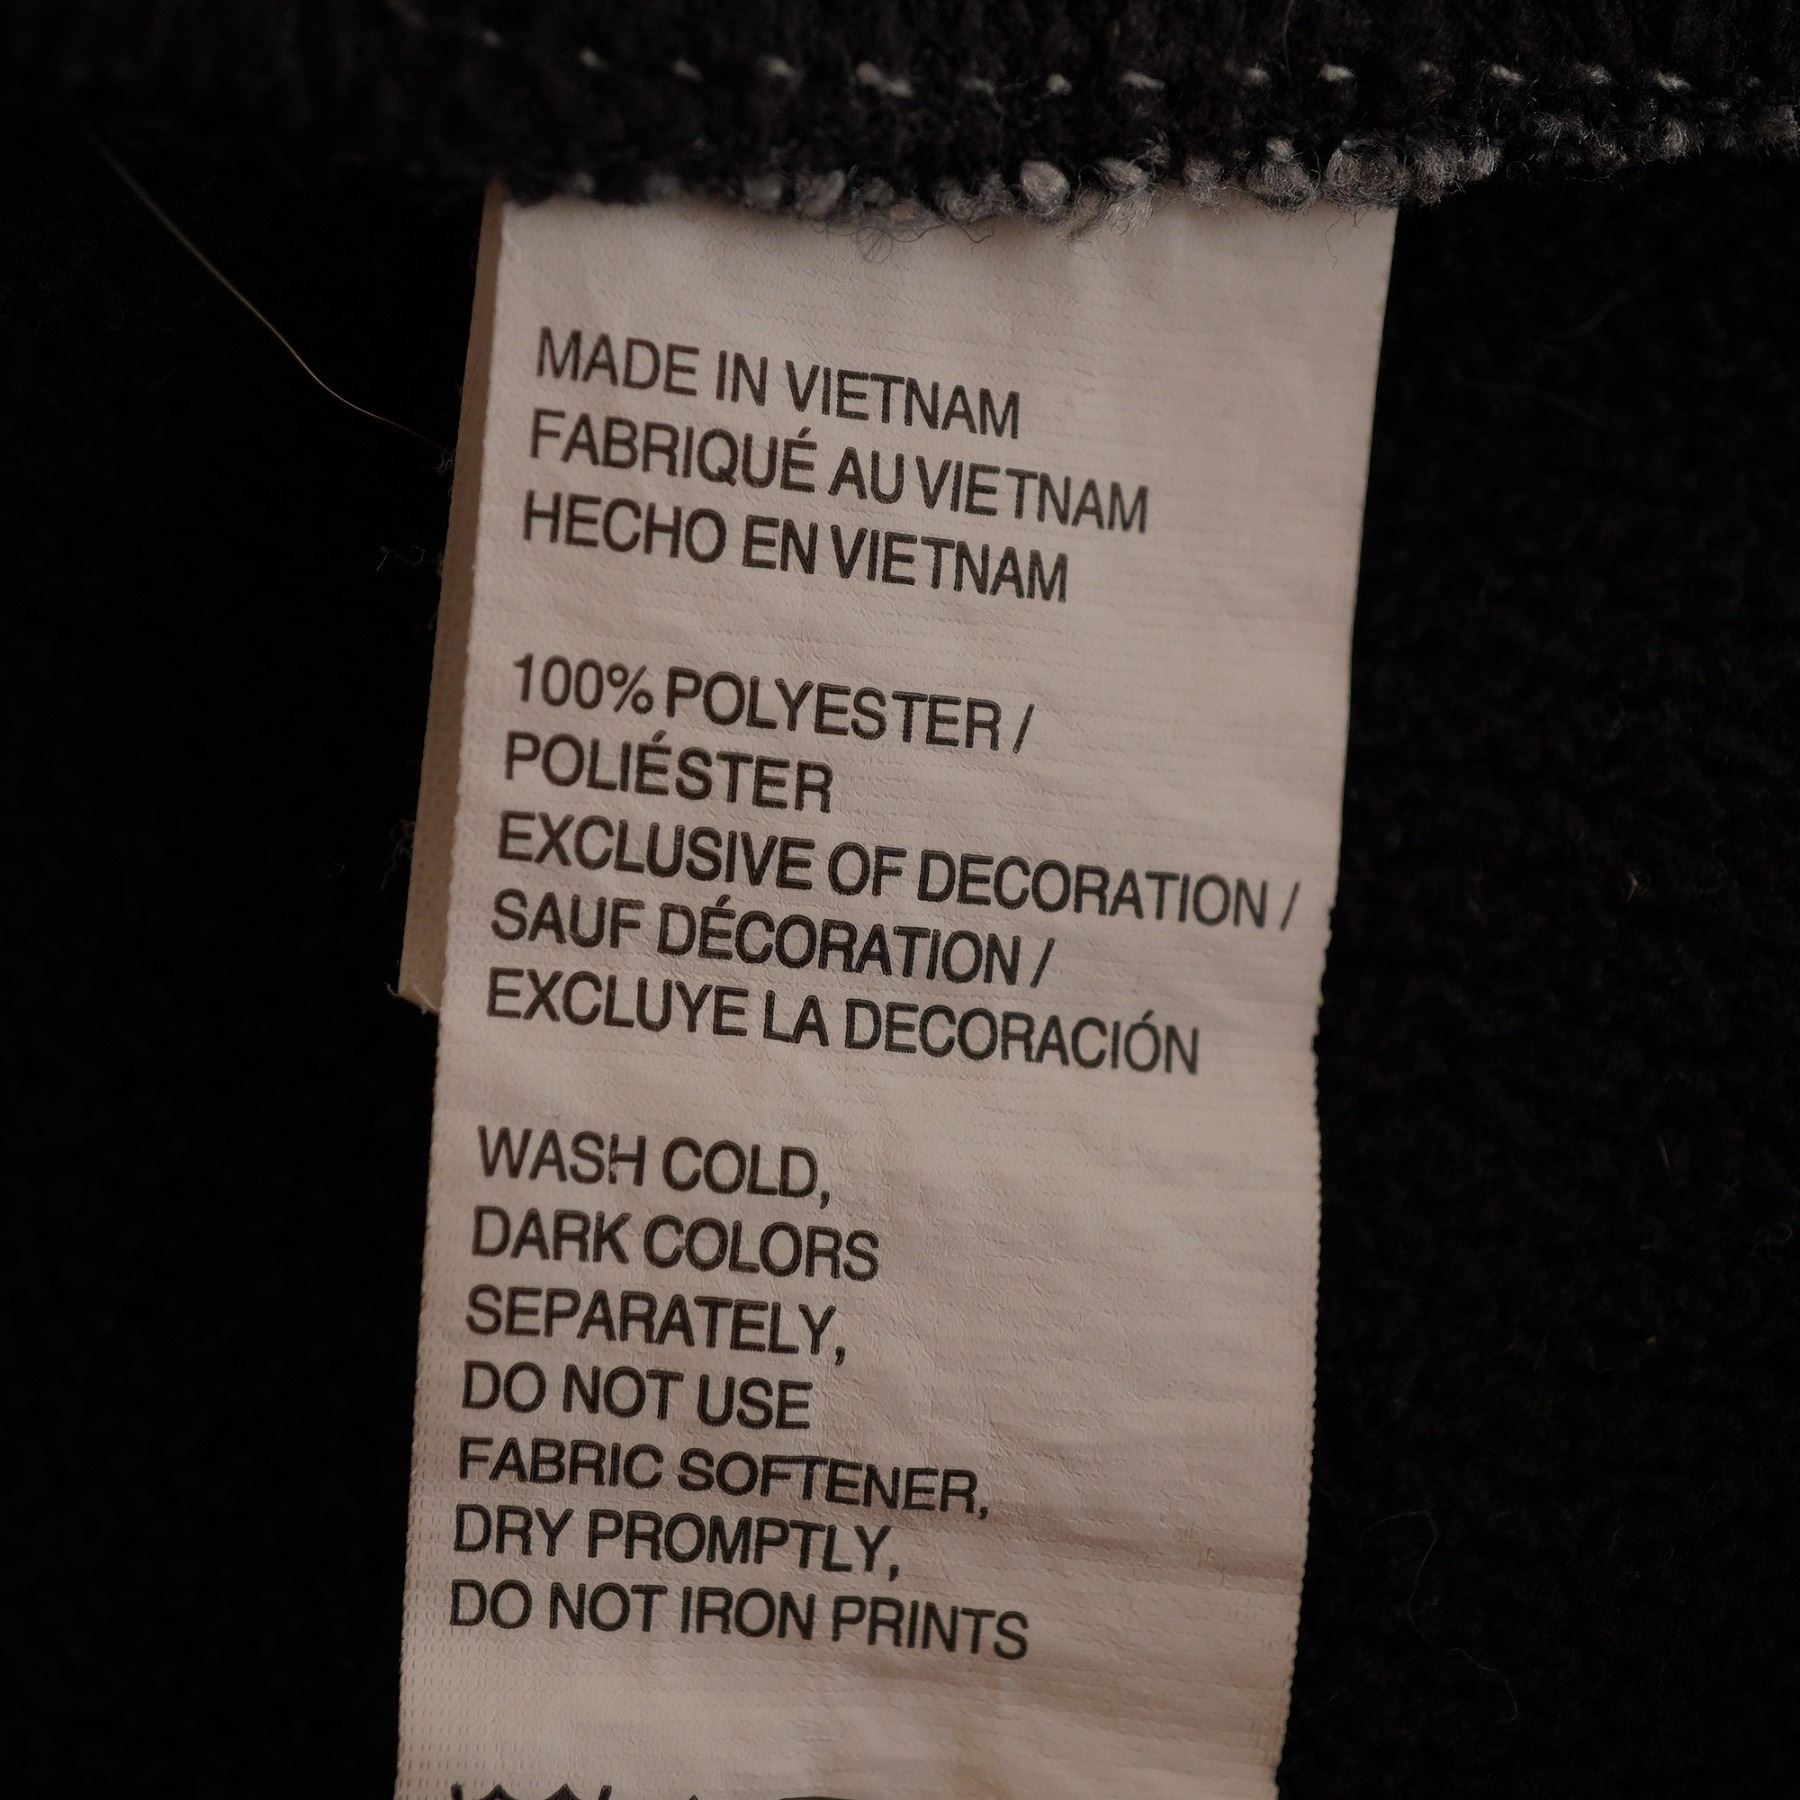 MADE IN VIETNAM
FABRIQUÉ AU VIETNAM
HECHO EN VIETNAM
100% POLYESTER /
POLIÉSTER
EXCLUSIVE OF DECORATION /
SAUF DÉCORATION /
EXCLUYE LA DECORACIÓN
WASH COLD,
DARK COLORS
SEPARATELY,
DO NOT USE
FABRIC SOFTENER,
DRY PROMPTLY,
DO NOT IRON PRINTS